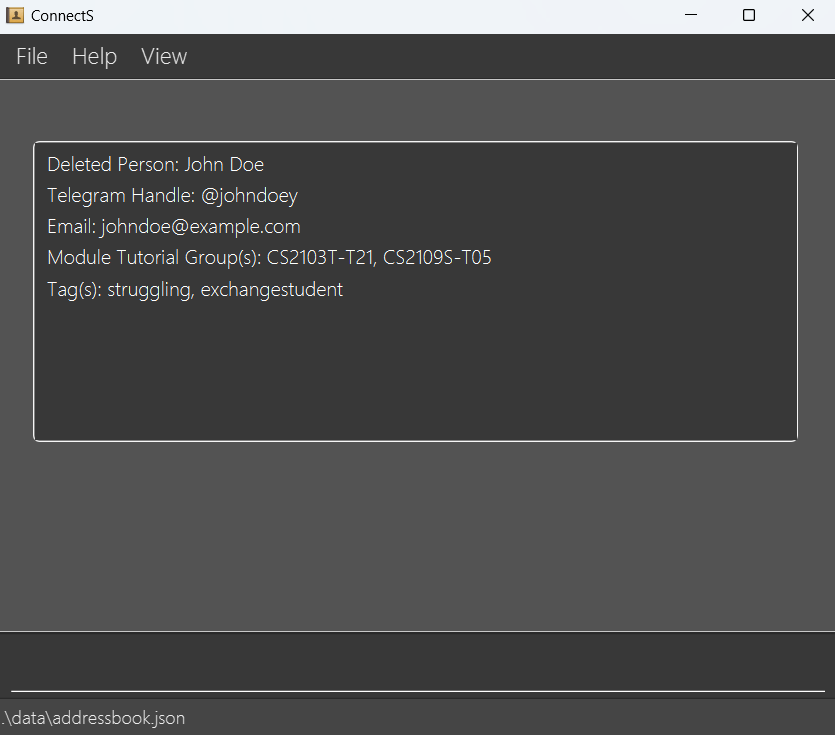 ConnectS
File Help View
Deleted Person: John Doe
Telegram Handle: @johndoey
Email: johndoe@example.com
Module Tutorial Group(s): CS2103T-T21, CS2109S-T05
Tag(s): struggling, exchangestudent
.\data\addressbook.json